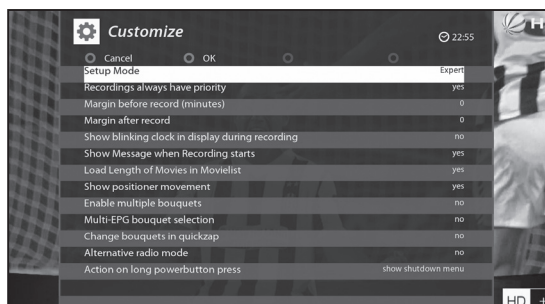 Customize
22:55
Cancel OK
Setup Mode Expert
Recordings always have priority yes
Margin before record (minutes) 0
Margin after record 0
Show blinking clock in display during recording no
Show Message when Recording starts yes
Load Length of Movies in Movielist yes
Show positioner movement yes
Enable multiple bouquets no
Multi-EPG bouquet selection no
Change bouquets in quickzap no
Alternative radio mode no
Action on long powerbutton press show shutdown menu
HD